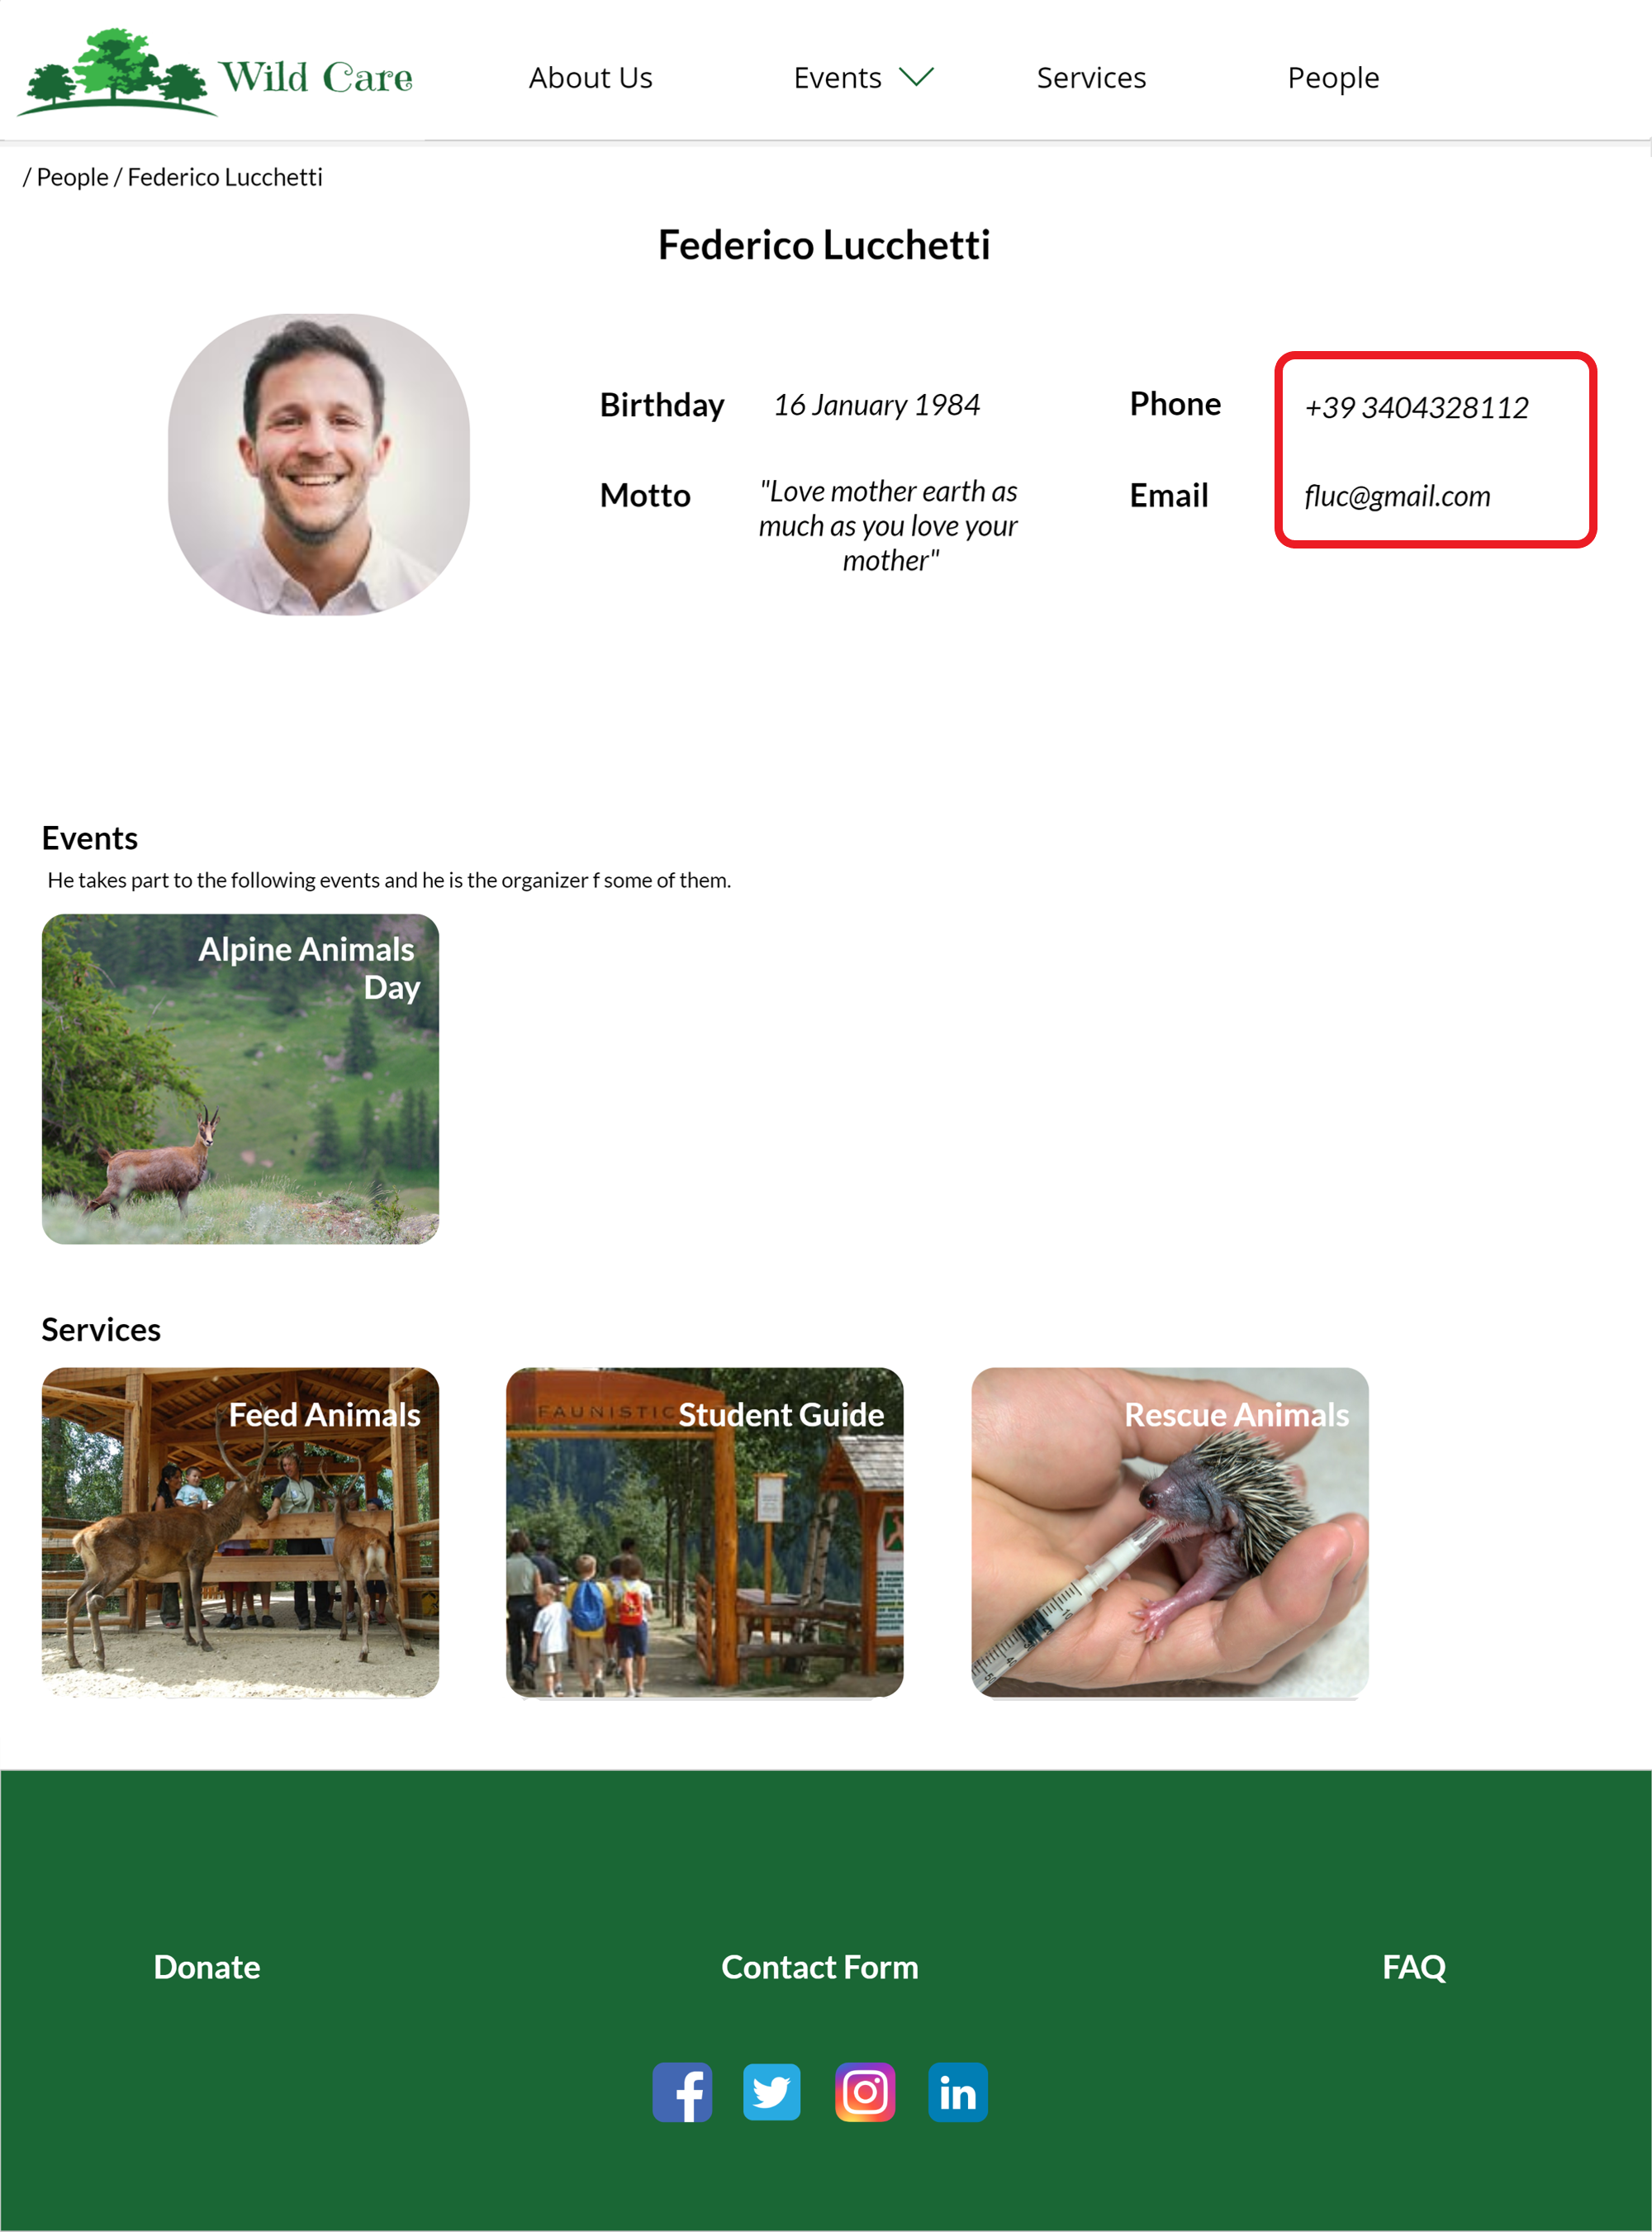 Wild Care
About Us
Events
Services
People
/ People / Federico Lucchetti
Federico Lucchetti
Birthday
16 January 1984
Motto
"Love mother earth as
much as you love your
mother"
Phone
+39 3404328112
Email
fluc@gmail.com
Events
He takes part to the following events and he is the organizer f some of them.
Alpine Animals
Day
Services
Feed Animals
FAUNISTIC
Student Guide
Rescue Animals
Donate
Contact Form
FAQ
f
in